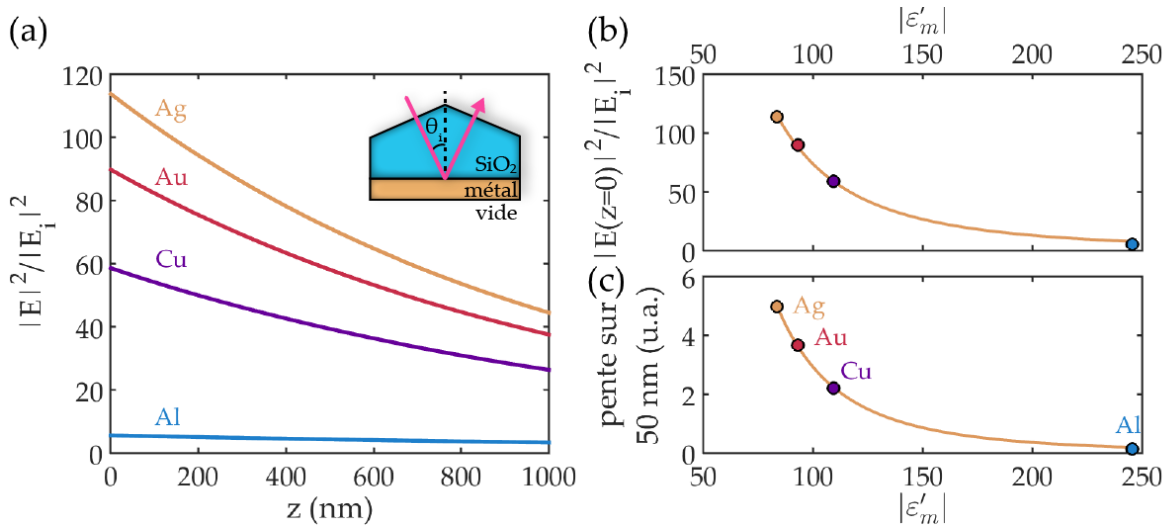 (a)
120
100
80
60
40
20
0
|E|²/|Eᵢ|²
Ag
Au
Cu
Al
θᵢ
SiO₂
métal
vide
0 200 400 600 800 1000
z (nm)
(b)
|ε′ₘ|
50 100 150 200 250
|E(z=0)|²/|Eᵢ|²
150
100
50
0
(c)
pente sur
50 nm (u.a.)
6
4
2
0
Ag
Au
Cu
Al
50 100 150 200 250
|ε′ₘ|